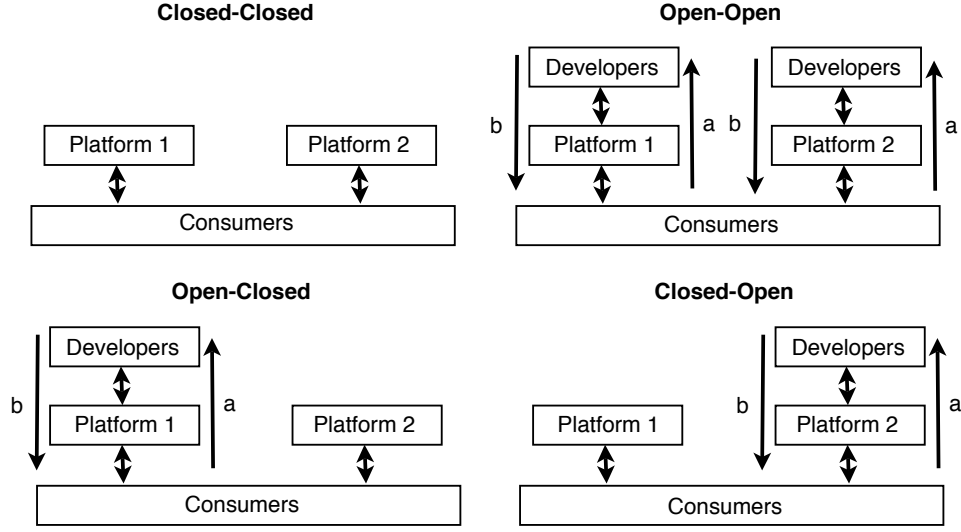 Closed-Closed
Platform 1
Platform 2
Consumers
Open-Open
Developers
Developers
b
a
b
a
Platform 1
Platform 2
Consumers
Open-Closed
Developers
b
a
Platform 1
Platform 2
Consumers
Closed-Open
Developers
b
a
Platform 1
Platform 2
Consumers